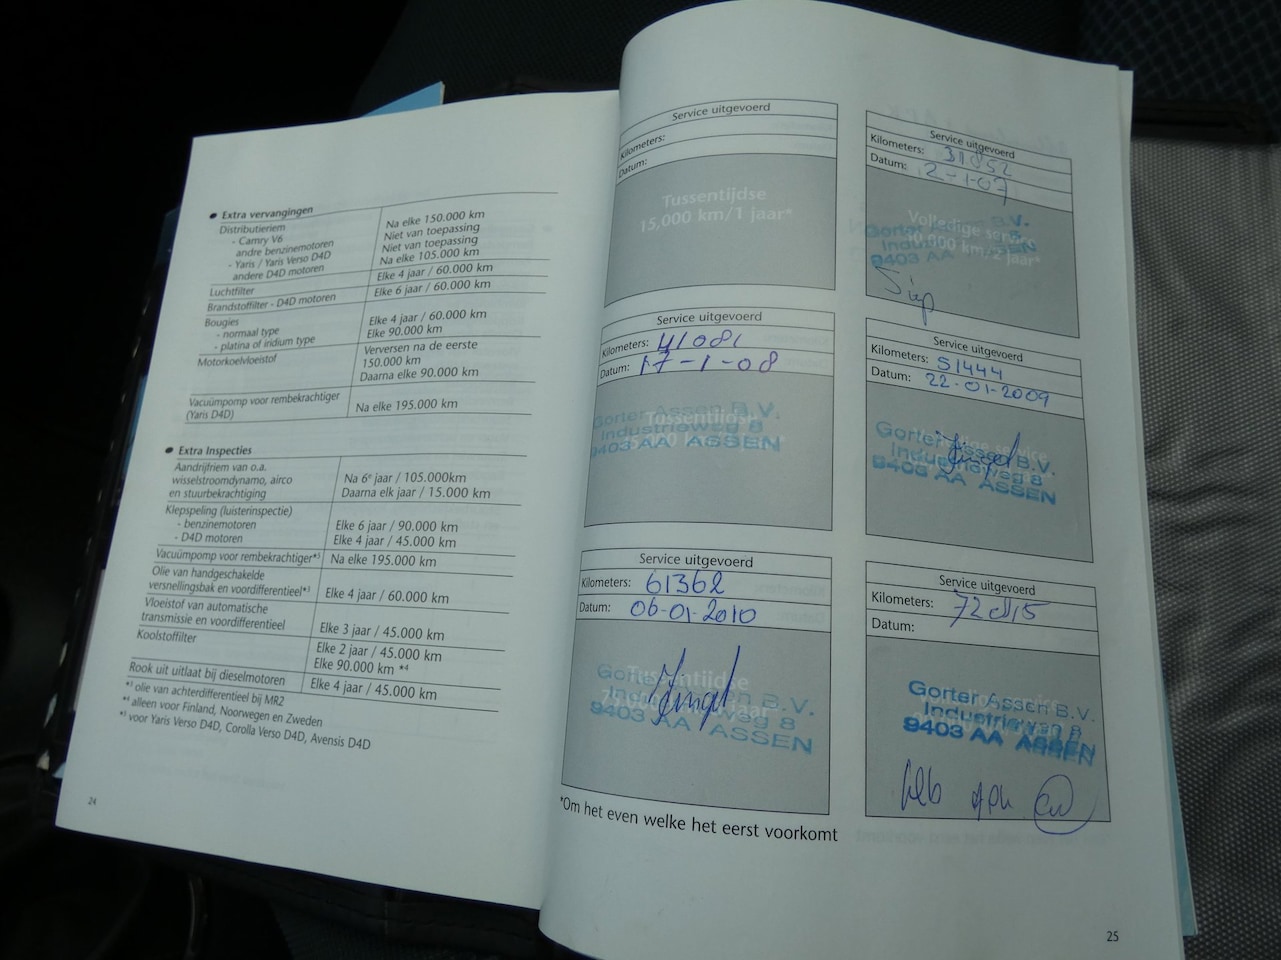 ● Extra vervangingen
Distributieriem
- Camry V6
andre benzinemotoren
- Yaris / Yaris Verso D4D
andere D4D motoren
Na elke 150.000 km
Niet van toepassing
Niet van toepassing
Na elke 105.000 km
Luchtfilter
Elke 4 jaar / 60.000 km
Brandstoffilter - D4D motoren
Elke 6 jaar / 60.000 km
Bougies
- normaal type
- platina of iridium type
Elke 4 jaar / 60.000 km
Elke 90.000 km
Motorkoelvloeistof
Verversen na de eerste
150.000 km
Daarna elke 90.000 km
Vacuümpomp voor rembekrachtiger
(Yaris D4D)
Na elke 195.000 km
● Extra Inspecties
Aandrijfriem van o.a.
wisselstroomdynamo, airco
en stuurbekrachtiging
Na 6e jaar / 105.000km
Daarna elk jaar / 15.000 km
Klepspeling (luisterinspectie)
- benzinemotoren
- D4D motoren
Elke 6 jaar / 90.000 km
Elke 4 jaar / 45.000 km
Vacuümpomp voor rembekrachtiger*
Na elke 195.000 km
Olie van handgeschakelde
versnellingsbak en voordifferentieel*
Elke 4 jaar / 60.000 km
Vloeistof van automatische
transmissie en voordifferentieel
Elke 3 jaar / 45.000 km
Koolstoffilter
Elke 2 jaar / 45.000 km
Elke 90.000 km *4
Rook uit uitlaat bij dieselmotoren
Elke 4 jaar / 45.000 km
olie van achterdifferentieel bij MR2
alleen voor Finland, Noorwegen en Zweden
voor Yaris Verso D4D, Corolla Verso D4D, Avensis D4D
24
Service uitgevoerd
Kilometers:
Datum:
Tussentijdse
15,000 km/1 jaar*
Service uitgevoerd
Kilometers: 31052
Datum: 2-1-07
Volledige service
Service uitgevoerd
Kilometers: 41081
Datum: 17-1-08
Tussentijdse
Gorter Assen B.V.
Industrieweg 8
9403 AA ASSEN
Service uitgevoerd
Kilometers: 51444
Datum: 22-01-2009
Gorter Assen B.V.
Industrieweg 8
9403 AA ASSEN
Service uitgevoerd
Kilometers: 61362
Datum: 06-01-2010
Tussentijdse
Gorter Assen B.V.
Industrieweg 8
9403 AA ASSEN
Service uitgevoerd
Kilometers: 72815
Datum:
Gorter Assen B.V.
Industrieweg 8
9403 AA ASSEN
*Om het even welke het eerst voorkomt
25